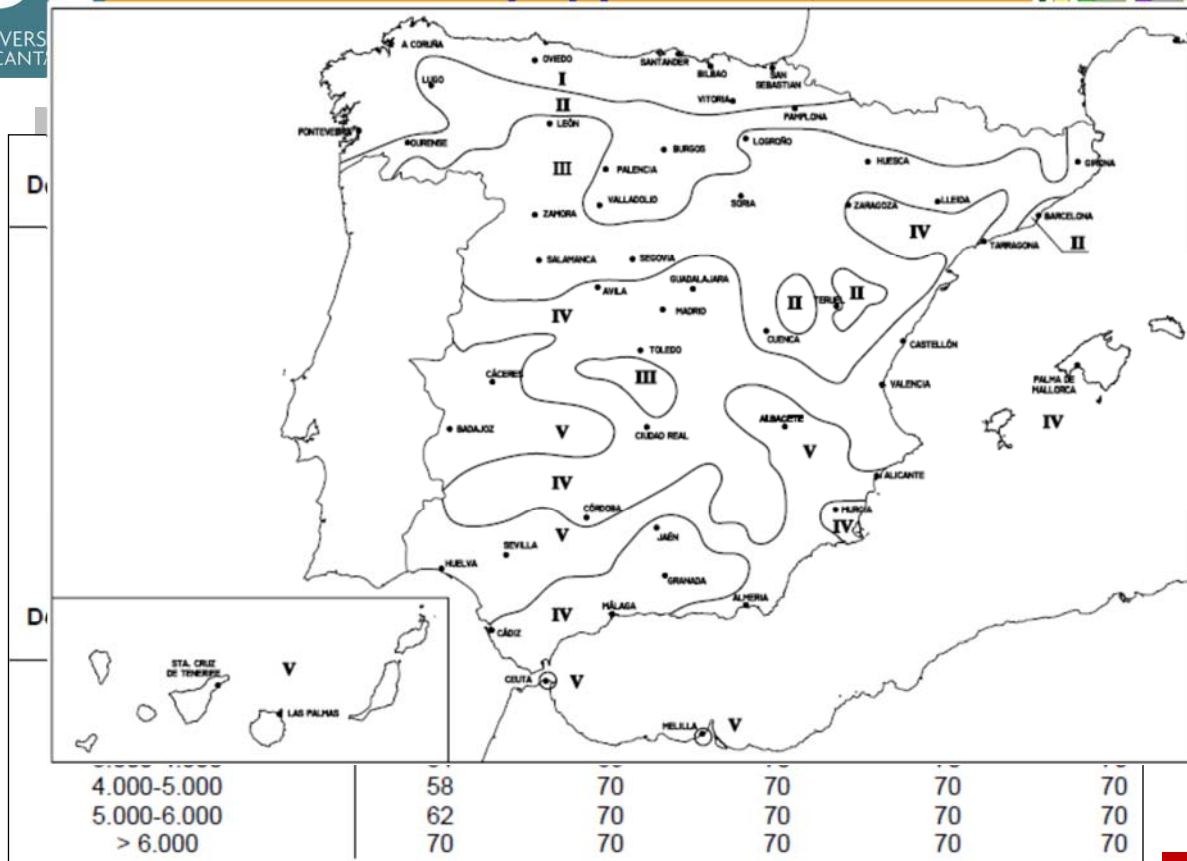 VERS
CANT
A CORUÑA
OVIEDO
SANTANDER
BILBAO
SAN
SEBASTIAN
LUGO
I
II
VITORIA
PAMPLONA
PONTEVEDRA
OURENSE
LEÓN
BURGOS
LOGROÑO
HUESCA
GIRONA
III
PALENCIA
VALLADOLID
SORIA
ZARAGOZA
LLEIDA
BARCELONA
ZAMORA
IV
TARRAGONA
II
SALAMANCA
SEGOVIA
GUADALAJARA
AVILA
TERUEL
II
II
IV
MADRID
CUENCA
CASTELLÓN
TOLEDO
CÁCERES
III
VALENCIA
PALMA DE
MALLORCA
IV
BADAJOZ
V
CIUDAD REAL
ALBACETE
V
IV
ALICANTE
CÓRDOBA
MURCIA
IV
V
SEVILLA
JAÉN
HUELVA
GRANADA
IV
MÁLAGA
ALMERIA
CÁDIZ
STA. CRUZ
DE TENERIFE
V
LAS PALMAS
CEUTA
V
MELILLA
V
4.000-5.000 58 70 70 70 70
5.000-6.000 62 70 70 70 70
> 6.000 70 70 70 70 70